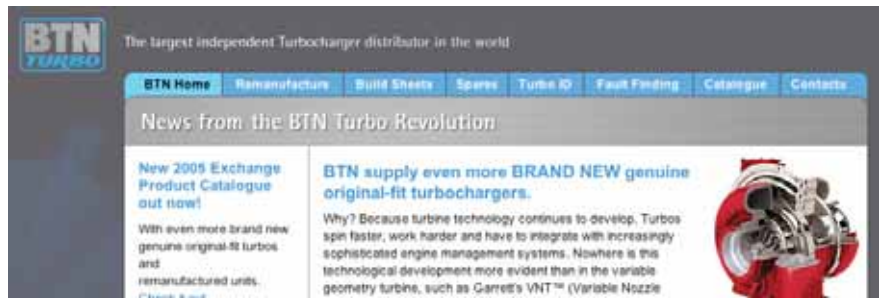 BTN
TURBO
The largest independent Turbocharger distributor in the world
BTN Home Remanufacture Build Sheets Spares Turbo ID Fault Finding Catalogue Contacts
News from the BTN Turbo Revolution
New 2005 Exchange
Product Catalogue
out now!
With even more brand new
genuine original-fit turbos
and
remanufactured units.
Check it out
BTN supply even more BRAND NEW genuine
original-fit turbochargers.
Why? Because turbine technology continues to develop. Turbos
spin faster, work harder and have to integrate with increasingly
sophisticated engine management systems. Nowhere is this
technological development more evident than in the variable
geometry turbine, such as Garrett's VNT™ (Variable Nozzle